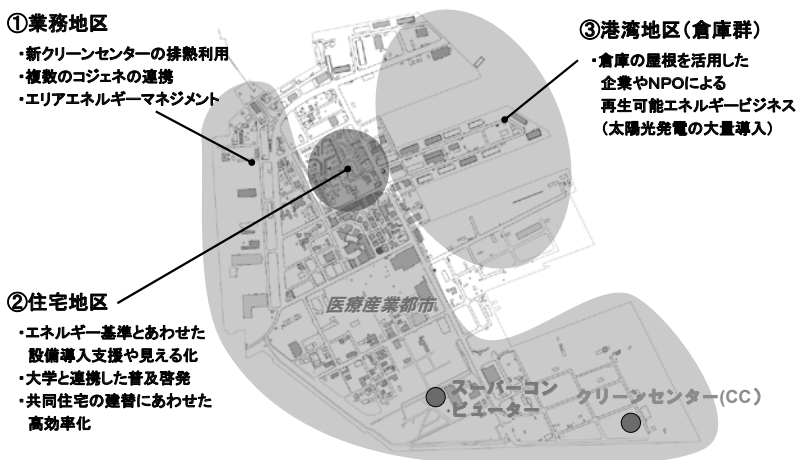 ①業務地区
・新クリーンセンターの排熱利用
・複数のコジェネの連携
・エリアエネルギーマネジメント
③港湾地区(倉庫群)
・倉庫の屋根を活用した
企業やNPOによる
再生可能エネルギービジネス
(太陽光発電の大量導入)
②住宅地区
・エネルギー基準とあわせた
設備導入支援や見える化
・大学と連携した普及啓発
・共同住宅の建替にあわせた
高効率化
医療産業都市
スーパーコン
ピューター
クリーンセンター(CC)